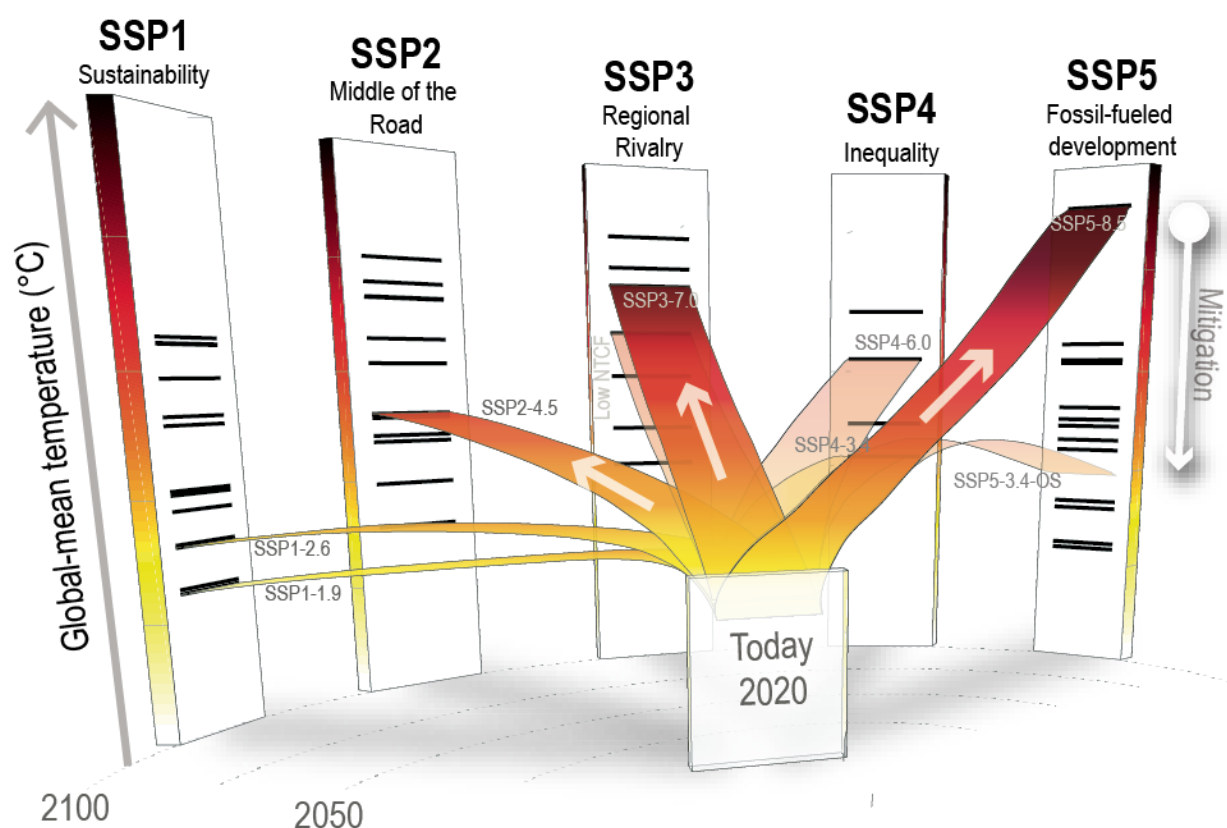 SSP1
Sustainability
SSP2
Middle of the
Road
SSP3
Regional
Rivalry
SSP4
Inequality
SSP5
Fossil-fueled
development
Global-mean temperature (°C)
SSP5-8.5
SSP3-7.0
Low NTCF
SSP4-6.0
SSP2-4.5
SSP4-3.4
SSP5-3.4-OS
SSP1-2.6
SSP1-1.9
Mitigation
Today
2020
2100
2050